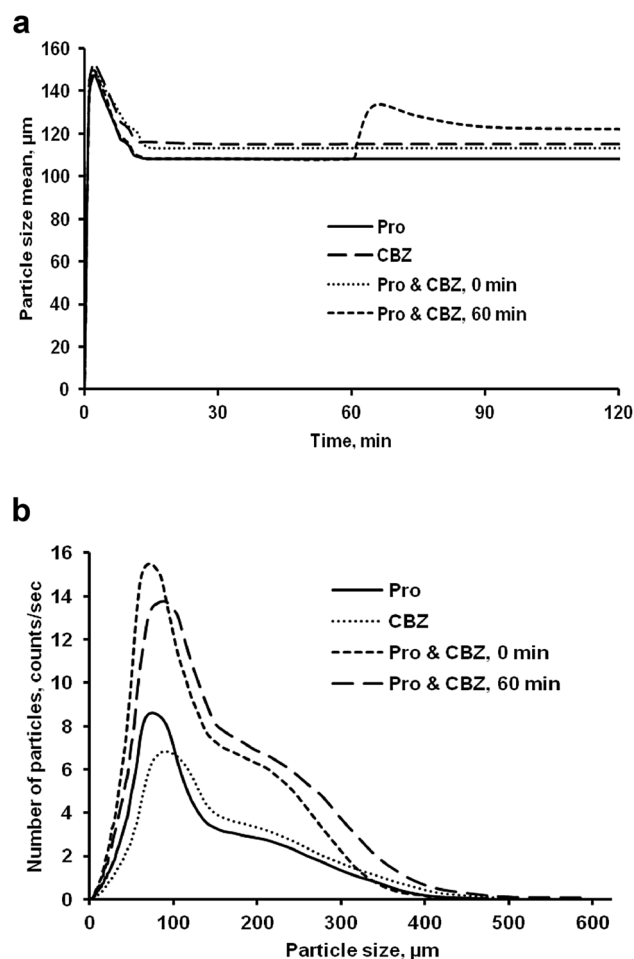 a
Particle size mean, µm
160
140
120
100
80
60
40
20
0
Pro
CBZ
Pro & CBZ, 0 min
Pro & CBZ, 60 min
0 30 60 90 120
Time, min
b
Number of particles, counts/sec
16
14
12
10
8
6
4
2
0
Pro
CBZ
Pro & CBZ, 0 min
Pro & CBZ, 60 min
0 100 200 300 400 500 600
Particle size, µm